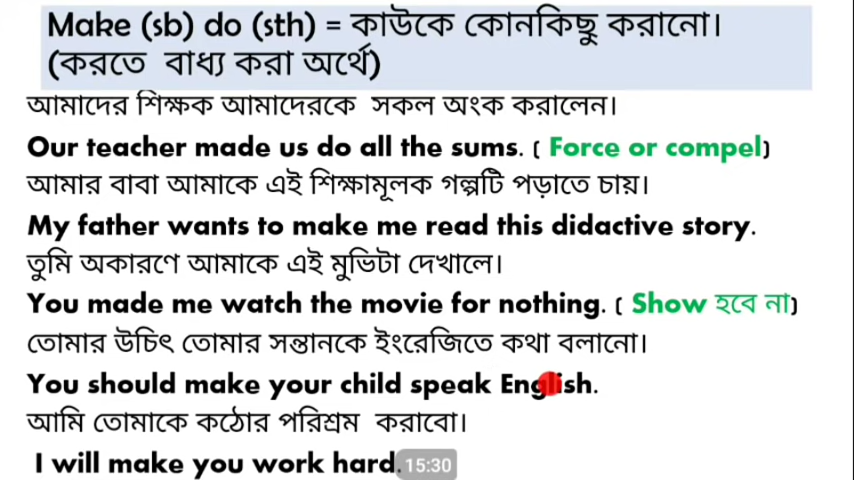 Make (sb) do (sth) = কাউকে কোনকিছু করানো।
(করতে বাধ্য করা অর্থে)
আমাদের শিক্ষক আমাদেরকে সকল অংক করালেন।
Our teacher made us do all the sums. ( Force or compel)
আমার বাবা আমাকে এই শিক্ষামূলক গল্পটি পড়াতে চায়।
My father wants to make me read this didactive story.
তুমি অকারণে আমাকে এই মুভিটা দেখালে।
You made me watch the movie for nothing. ( Show হবে না)
তোমার উচিৎ তোমার সন্তানকে ইংরেজিতে কথা বলানো।
You should make your child speak English.
আমি তোমাকে কঠোর পরিশ্রম করাবো।
I will make you work hard. 15:30